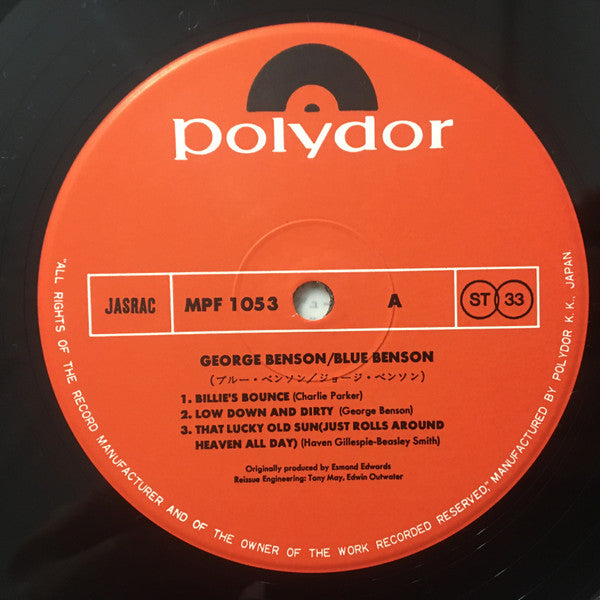 polydor
JASRAC
MPF 1053
A
ST 33
GEORGE BENSON/BLUE BENSON
(ブルー・ベンソン/ジョージ・ベンソン)
1. BILLIE'S BOUNCE (Charlie Parker)
2. LOW DOWN AND DIRTY (George Benson)
3. THAT LUCKY OLD SUN(JUST ROLLS AROUND
HEAVEN ALL DAY) (Haven Gillespie-Beasley Smith)
Originally produced by Esmond Edwards
Reissue Engineering: Tony May, Edwin Outwater
"ALL RIGHTS OF THE RECORD MANUFACTURER AND OF THE OWNER OF THE WORK RECORDED RESERVED," MANUFACTURED BY POLYDOR K.K., JAPAN